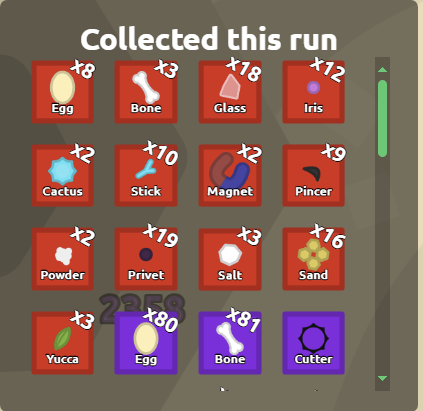 Collected this run
x8 x3 x18 x12
Egg Bone Glass Iris
x2 x10 x2 x9
Cactus Stick Magnet Pincer
x2 x19 x3 x16
Powder Privet Salt Sand
2358
x3 x80 x81
Yucca Egg Bone Cutter